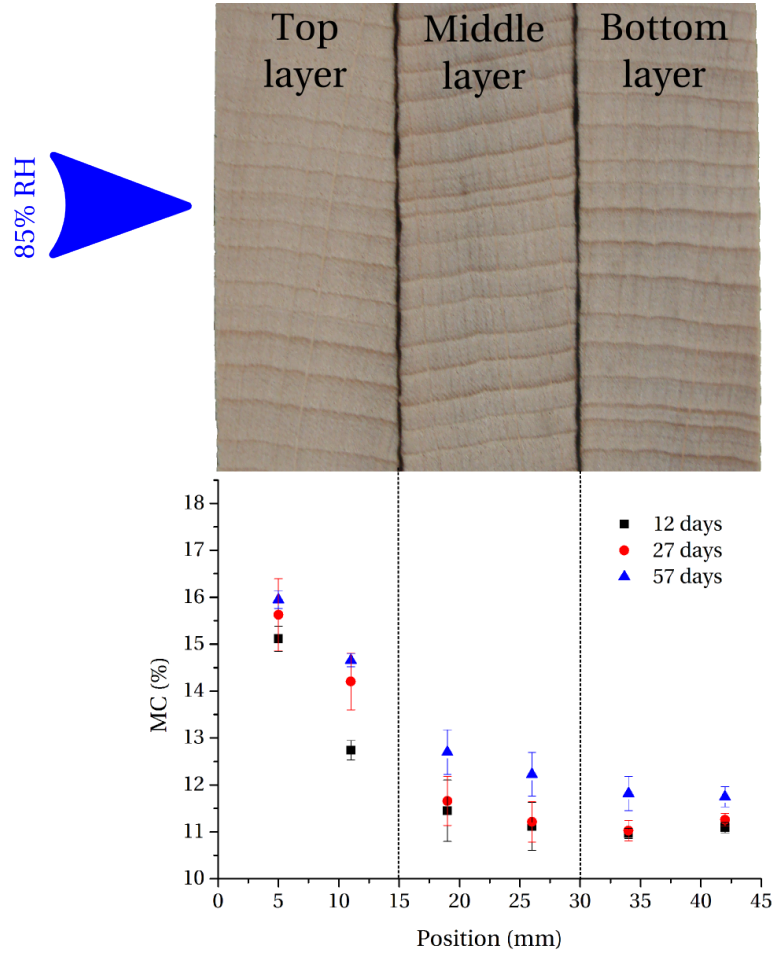 Top
layer
Middle
layer
Bottom
layer
85% RH
18
17
16
15
14
13
12
11
10
MC (%)
12 days
27 days
57 days
0
5
10
15
20
25
30
35
40
45
Position (mm)